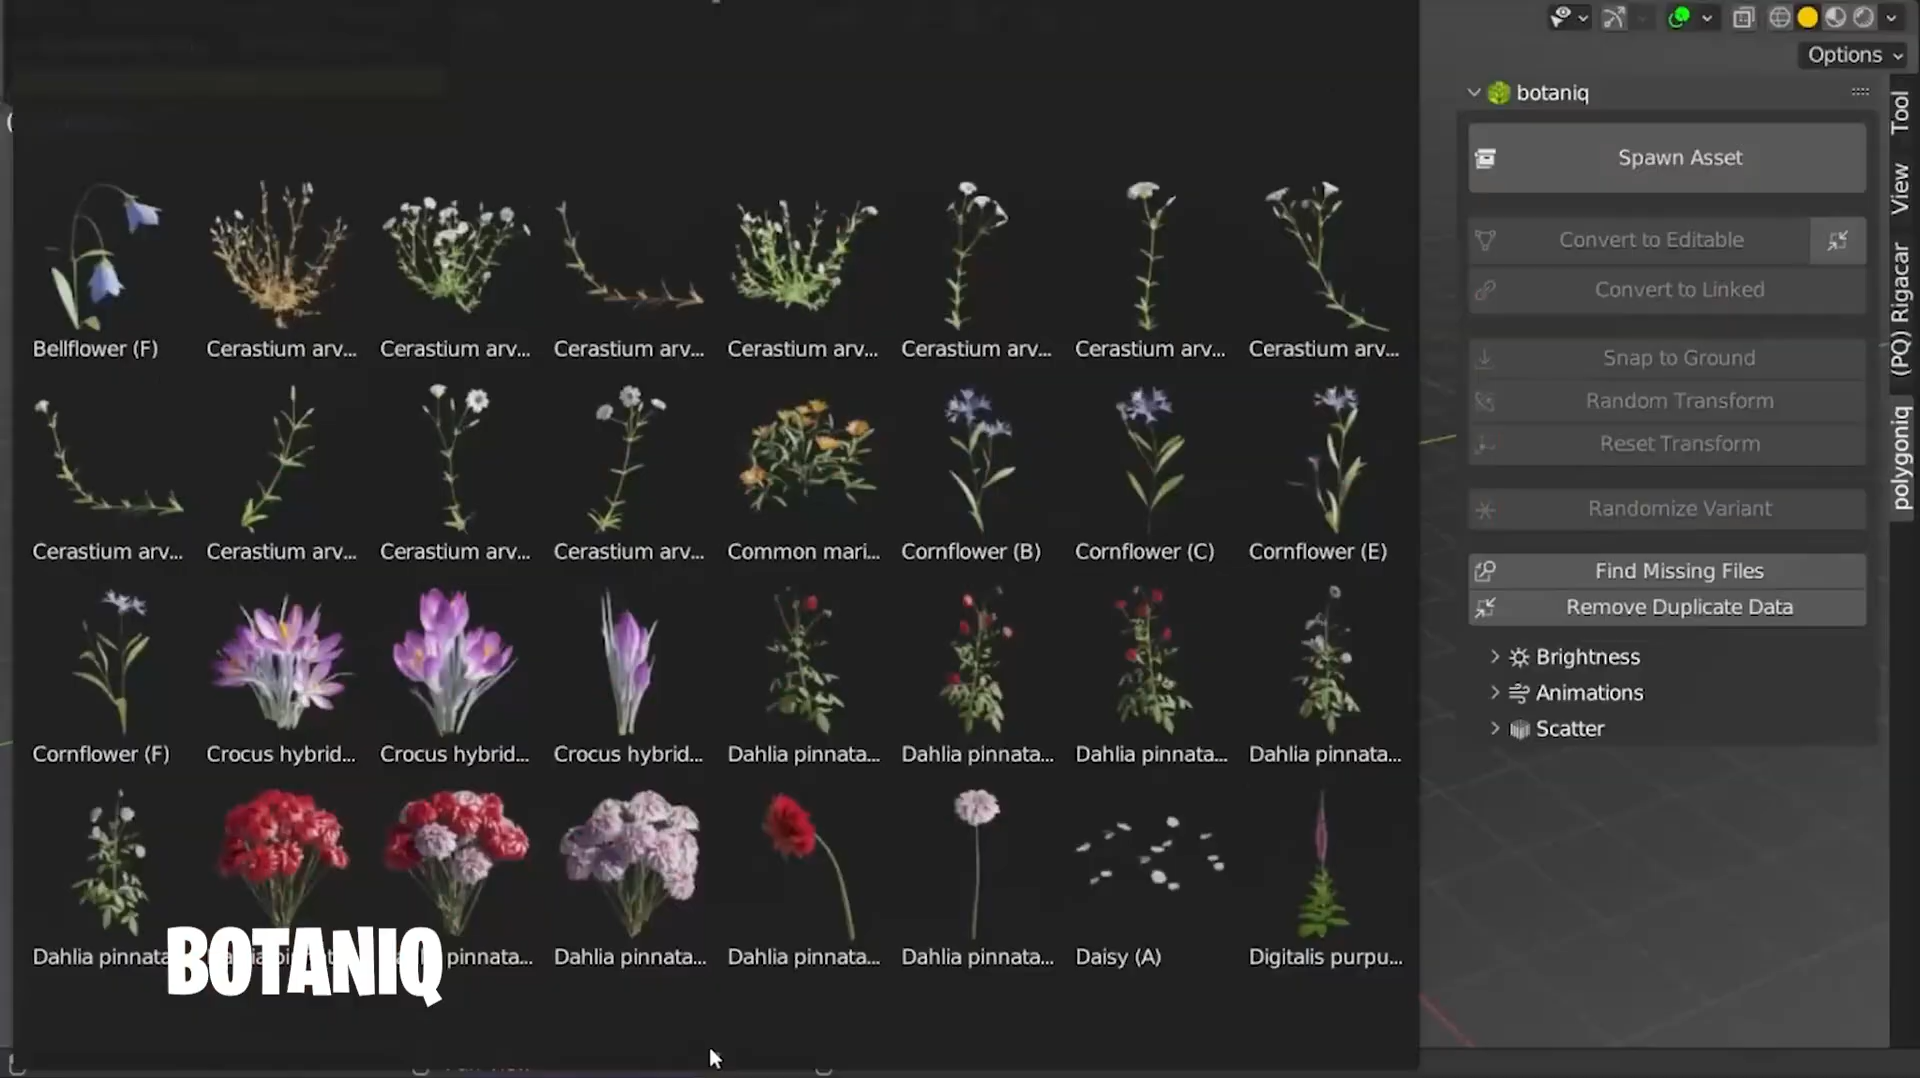 Options
botaniq
Spawn Asset
Convert to Editable
Convert to Linked
Snap to Ground
Random Transform
Reset Transform
Randomize Variant
Find Missing Files
Remove Duplicate Data
Brightness
Animations
Scatter
Tool
View
(PQ) Rigacar
polygoniq
Bellflower (F)
Cerastium arv...
Cerastium arv...
Cerastium arv...
Cerastium arv...
Cerastium arv...
Cerastium arv...
Cerastium arv...
Cerastium arv...
Cerastium arv...
Cerastium arv...
Cerastium arv...
Common mari...
Cornflower (B)
Cornflower (C)
Cornflower (E)
Cornflower (F)
Crocus hybrid...
Crocus hybrid...
Crocus hybrid...
Dahlia pinnata...
Dahlia pinnata...
Dahlia pinnata...
Dahlia pinnata...
Dahlia pinnata
pinnata...
Dahlia pinnata...
Dahlia pinnata...
Dahlia pinnata...
Daisy (A)
Digitalis purpu...
BOTANIQ